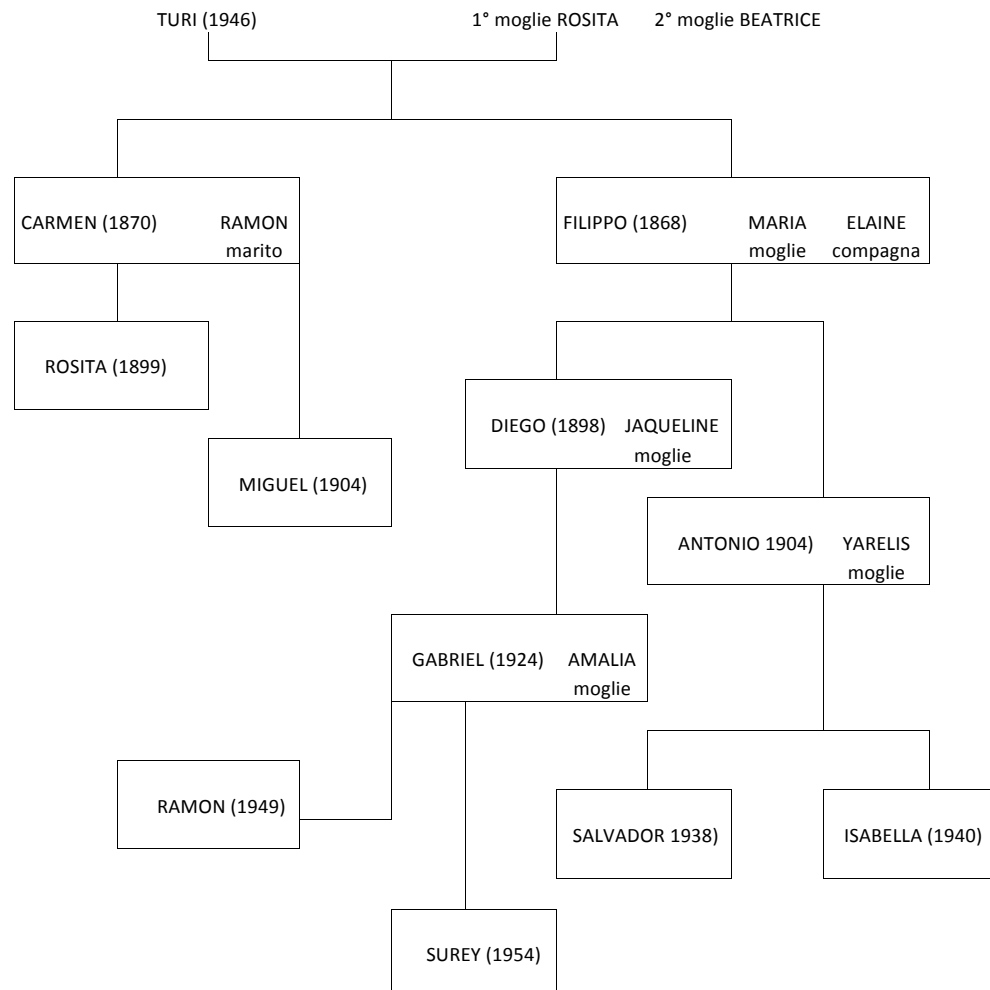 TURI (1946) 1° moglie ROSITA 2° moglie BEATRICE
CARMEN (1870) RAMON
marito
FILIPPO (1868) MARIA ELAINE
moglie compagna
ROSITA (1899)
DIEGO (1898) JAQUELINE
moglie
MIGUEL (1904)
ANTONIO 1904) YARELIS
moglie
GABRIEL (1924) AMALIA
moglie
RAMON (1949)
SALVADOR 1938)
ISABELLA (1940)
SUREY (1954)